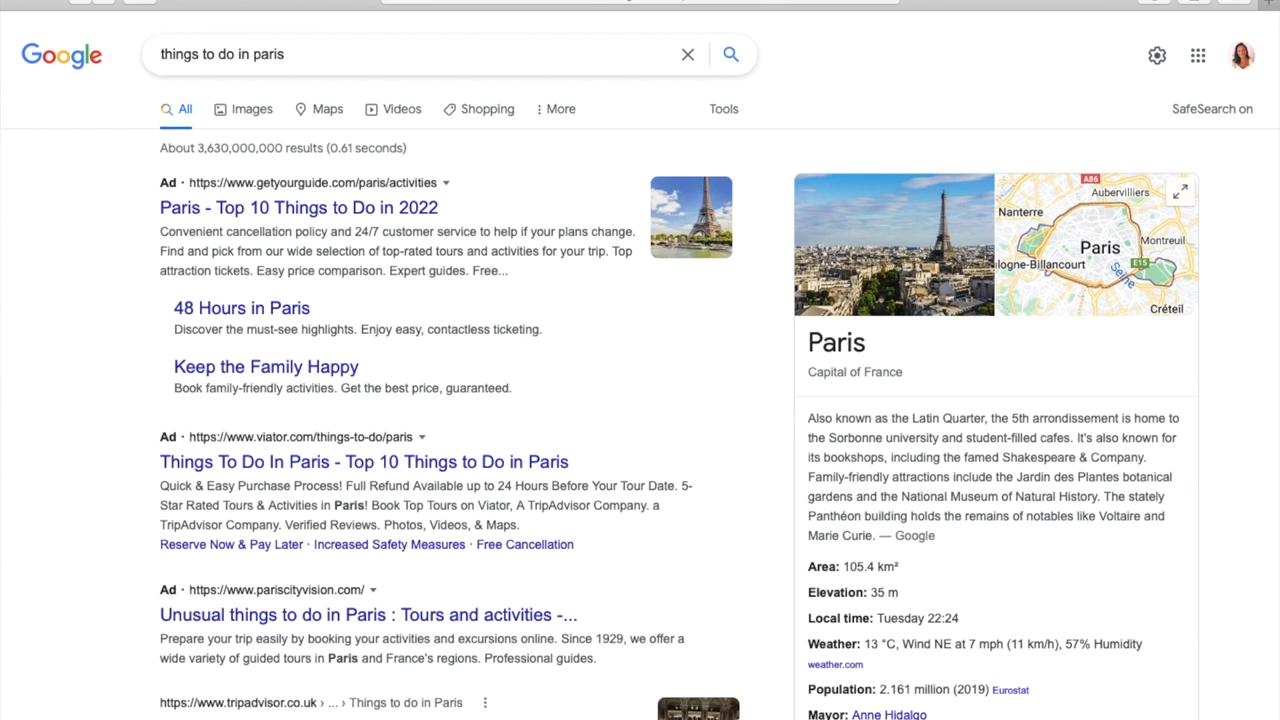 Google
things to do in paris
All
Images
Maps
Videos
Shopping
More
Tools
SafeSearch on
About 3,630,000,000 results (0.61 seconds)
Ad · https://www.getyourguide.com/paris/activities
Paris - Top 10 Things to Do in 2022
Convenient cancellation policy and 24/7 customer service to help if your plans change.
Find and pick from our wide selection of top-rated tours and activities for your trip. Top
attraction tickets. Easy price comparison. Expert guides. Free...
48 Hours in Paris
Discover the must-see highlights. Enjoy easy, contactless ticketing.
Keep the Family Happy
Book family-friendly activities. Get the best price, guaranteed.
Ad · https://www.viator.com/things-to-do/paris
Things To Do In Paris - Top 10 Things to Do in Paris
Quick & Easy Purchase Process! Full Refund Available up to 24 Hours Before Your Tour Date. 5-
Star Rated Tours & Activities in Paris! Book Top Tours on Viator, A TripAdvisor Company. a
TripAdvisor Company. Verified Reviews. Photos, Videos, & Maps.
Reserve Now & Pay Later · Increased Safety Measures · Free Cancellation
Ad · https://www.pariscityvision.com/
Unusual things to do in Paris : Tours and activities -...
Prepare your trip easily by booking your activities and excursions online. Since 1929, we offer a
wide variety of guided tours in Paris and France's regions. Professional guides.
https://www.tripadvisor.co.uk › ... › Things to do in Paris
A86
Aubervilliers
Nanterre
Paris
Montreuil
ulogne-Billancourt
E15
Seine
Créteil
Paris
Capital of France
Also known as the Latin Quarter, the 5th arrondissement is home to
the Sorbonne university and student-filled cafes. It's also known for
its bookshops, including the famed Shakespeare & Company.
Family-friendly attractions include the Jardin des Plantes botanical
gardens and the National Museum of Natural History. The stately
Panthéon building holds the remains of notables like Voltaire and
Marie Curie. — Google
Area: 105.4 km²
Elevation: 35 m
Local time: Tuesday 22:24
Weather: 13 °C, Wind NE at 7 mph (11 km/h), 57% Humidity
weather.com
Population: 2.161 million (2019) Eurostat
Mayor: Anne Hidalgo